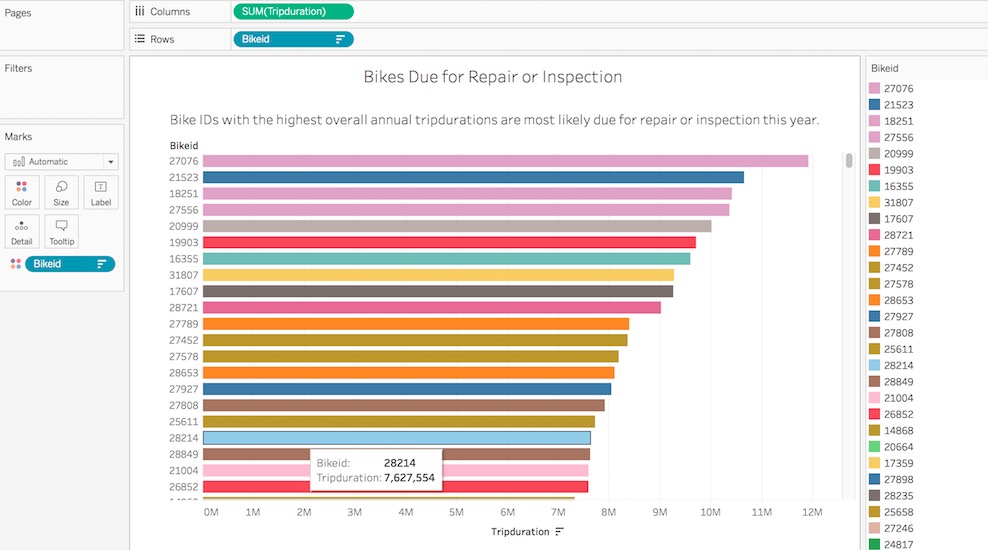 Pages
Columns
SUM(Tripduration)
Rows
Bikeid
Filters
Marks
Automatic
Color
Size
Label
Detail
Tooltip
Bikeid
Bikes Due for Repair or Inspection
Bike IDs with the highest overall annual tripdurations are most likely due for repair or inspection this year.
Bikeid
27076
21523
18251
27556
20999
19903
16355
31807
17607
28721
27789
27452
27578
28653
27927
27808
25611
28214
28849
21004
26852
Bikeid: 28214
Tripduration: 7,627,554
0M 1M 2M 3M 4M 5M 6M 7M 8M 9M 10M 11M 12M
Tripduration
Bikeid
27076
21523
18251
27556
20999
19903
16355
31807
17607
28721
27789
27452
27578
28653
27927
27808
25611
28214
28849
21004
26852
14868
20664
17359
27898
28235
25658
27246
24817